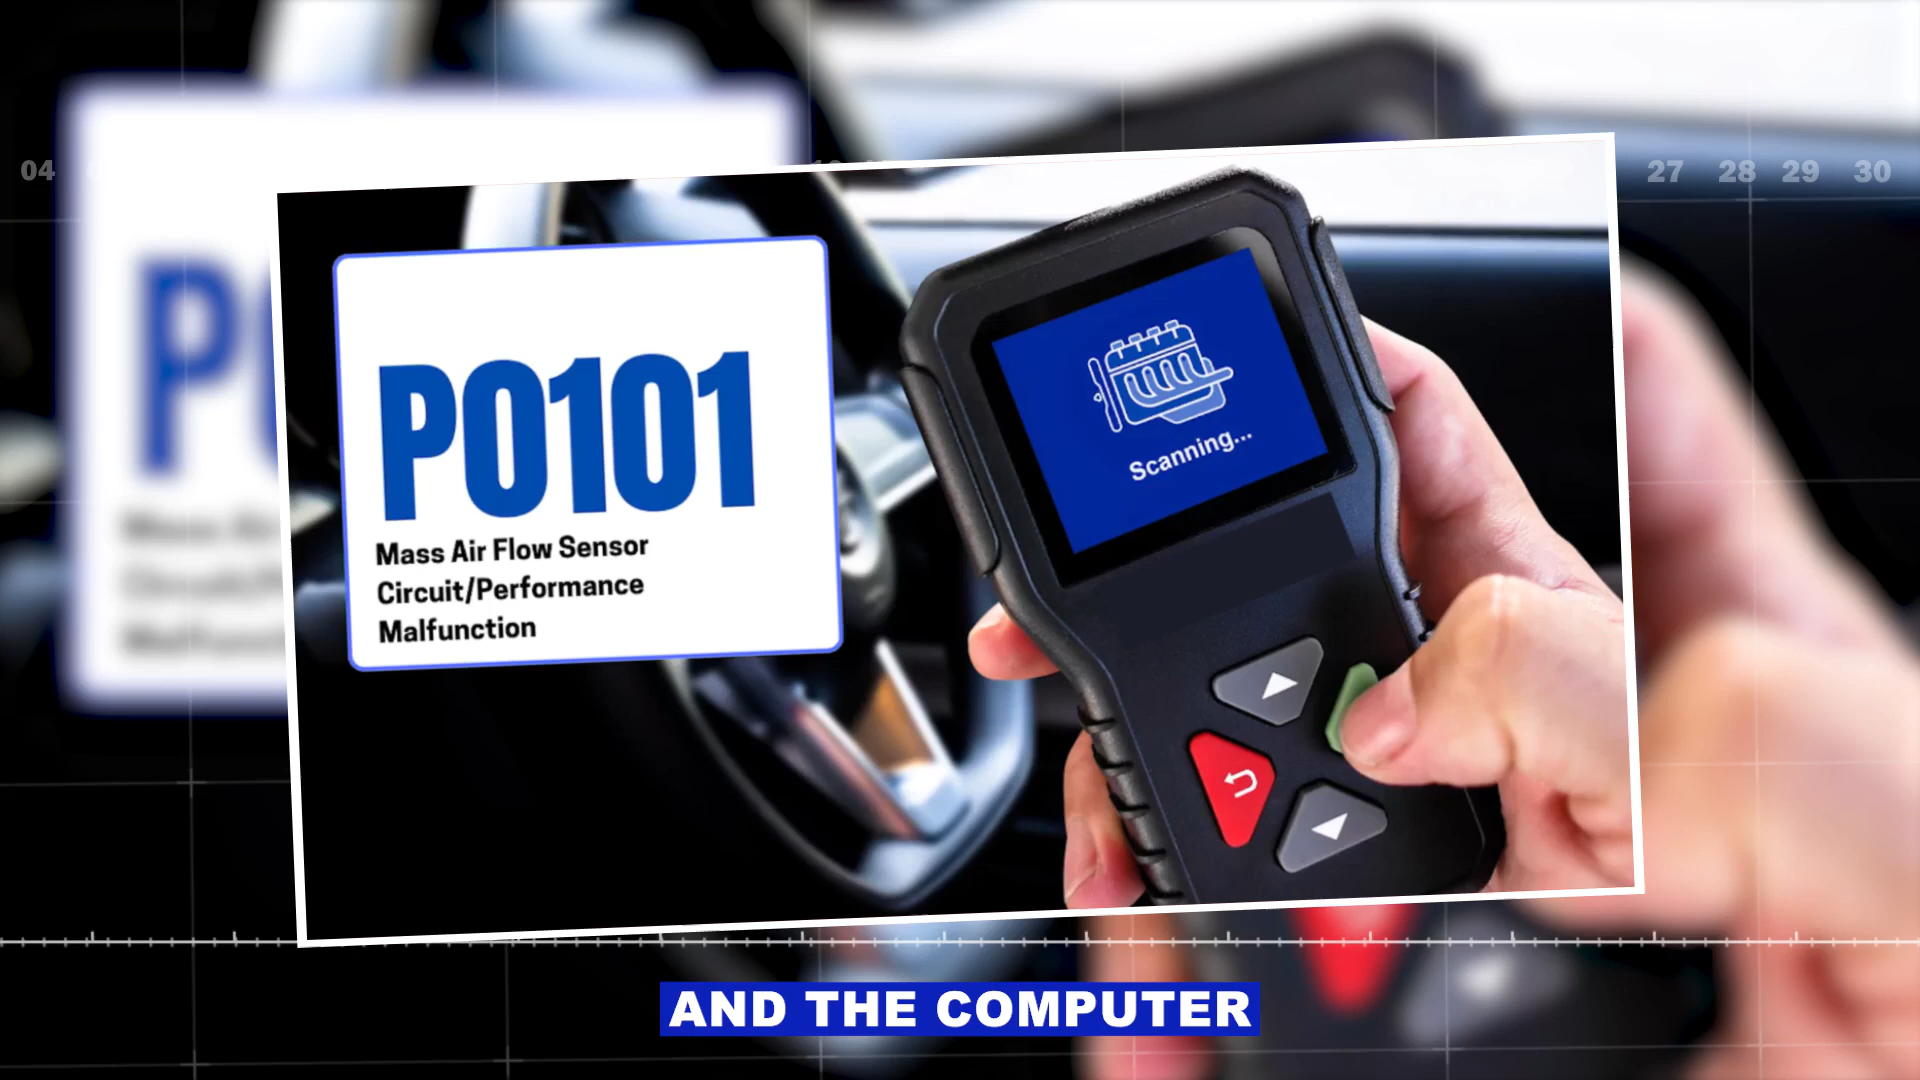 04
27 28 29 30
P0101
Mass Air Flow Sensor
Circuit/Performance
Malfunction
Scanning...
AND THE COMPUTER